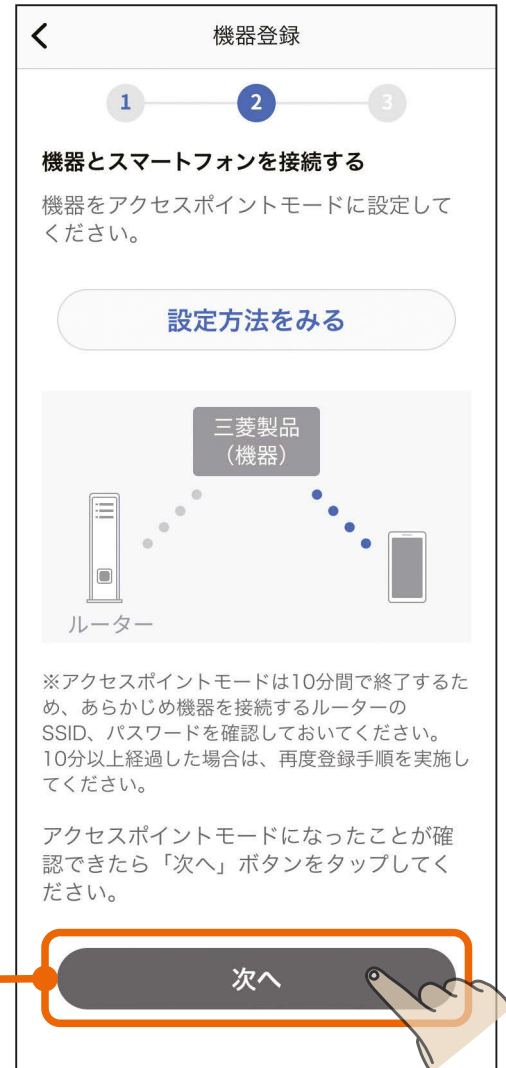 機器登録
1 2 3
機器とスマートフォンを接続する
機器をアクセスポイントモードに設定して
ください。
設定方法をみる
三菱製品
（機器）
ルーター
※アクセスポイントモードは10分間で終了するた
め、あらかじめ機器を接続するルーターの
SSID、パスワードを確認しておいてください。
10分以上経過した場合は、再度登録手順を実施し
てください。
アクセスポイントモードになったことが確
認できたら「次へ」ボタンをタップしてく
ださい。
次へ